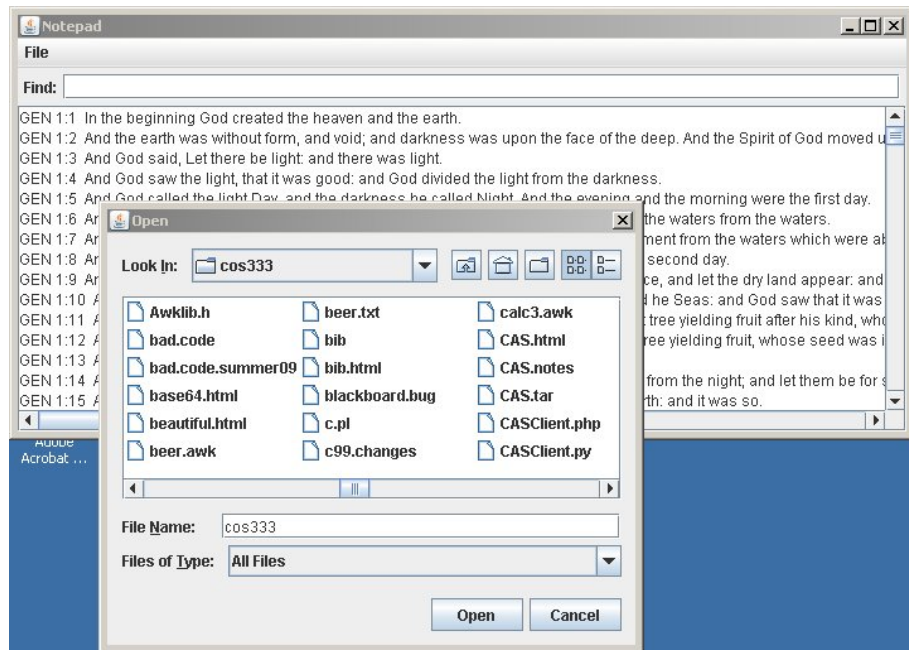 Notepad
File
Find:
GEN 1:1 In the beginning God created the heaven and the earth.
GEN 1:2 And the earth was without form, and void; and darkness was upon the face of the deep. And the Spirit of God moved
GEN 1:3 And God said, Let there be light: and there was light.
GEN 1:4 And God saw the light, that it was good: and God divided the light from the darkness.
GEN 1:5 And God called the light Day, and the darkness he called Night. And the evening and the morning were the first day.
GEN 1:6 the waters from the waters.
GEN 1:7 from the waters which were
GEN 1:8 second day.
GEN 1:9 and let the dry land appear: and
GEN 1:10 he Seas: and God saw that it was
GEN 1:11 tree yielding fruit after his kind,
GEN 1:12 yielding fruit, whose seed was
GEN 1:13
GEN 1:14 from the night; and let them be for
GEN 1:15 and it was so.
Open
Look In: cos333
Awklib.h beer.txt calc3.awk
bad.code bib CAS.html
bad.code.summer09 bib.html CAS.notes
base64.html blackboard.bug CAS.tar
beautiful.html c.pl CASClient.php
beer.awk c99.changes CASClient.py
File Name: cos333
Files of Type: All Files
Open Cancel
Adobe
Acrobat ...